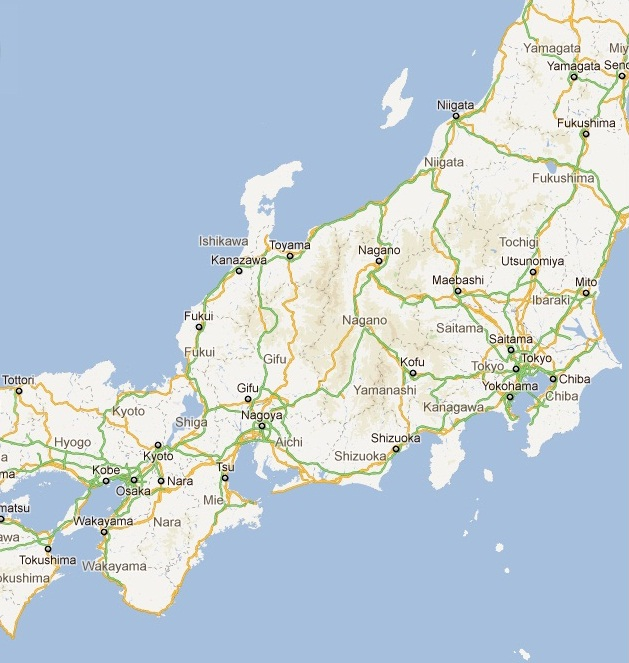 Yamagata
Miy
Yamagata
Send
Niigata
Fukushima
Niigata
Fukushima
Ishikawa
Toyama
Tochigi
Kanazawa
Nagano
Utsunomiya
Maebashi
Mito
Ibaraki
Fukui
Nagano
Saitama
Saitama
Fukui
Gifu
Kofu
Tokyo
Tokyo
Tottori
Chiba
Gifu
Yamanashi
Yokohama
Chiba
Kyoto
Nagoya
Kanagawa
Shiga
Aichi
Shizuoka
Hyogo
Kyoto
Shizuoka
a
Kobe
Tsu
ma
Osaka
Nara
Mie
matsu
Wakayama
Nara
awa
Tokushima
Wakayama
okushima